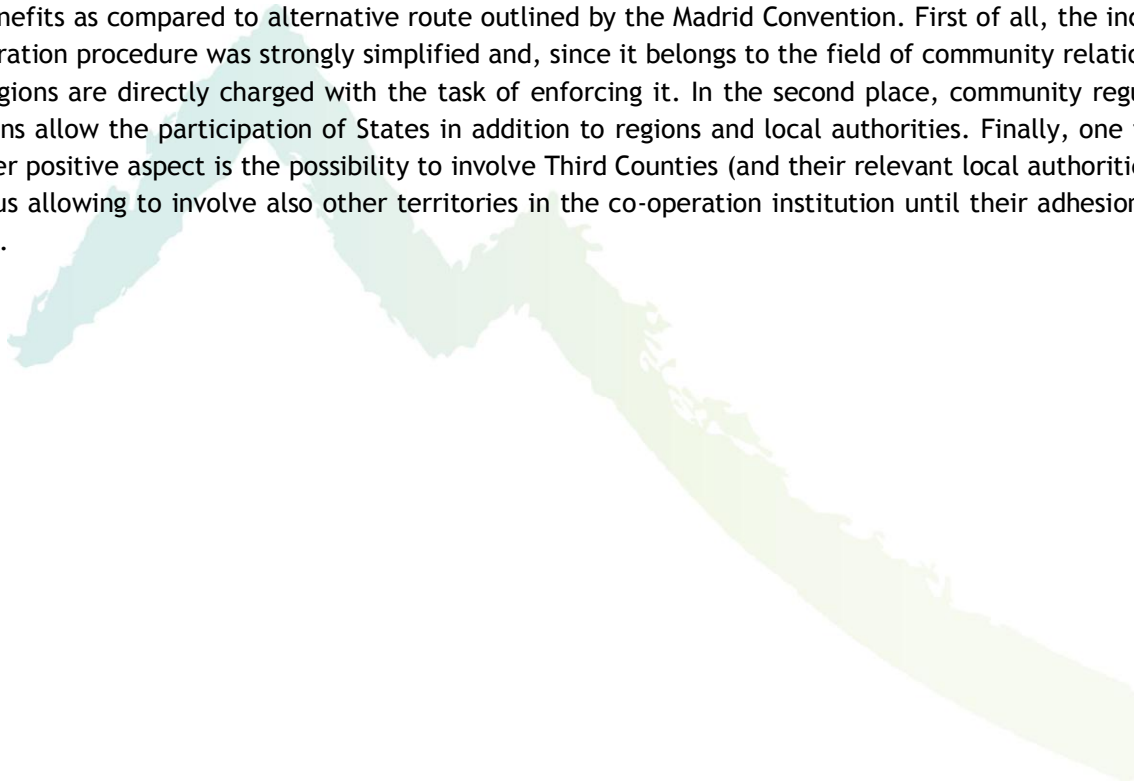 nefits as compared to alternative route outlined by the Madrid Convention. First of all, the inc
ration procedure was strongly simplified and, since it belongs to the field of community relatio
gions are directly charged with the task of enforcing it. In the second place, community regu
ns allow the participation of States in addition to regions and local authorities. Finally, one
er positive aspect is the possibility to involve Third Counties (and their relevant local authoriti
us allowing to involve also other territories in the co-operation institution until their adhesion
.